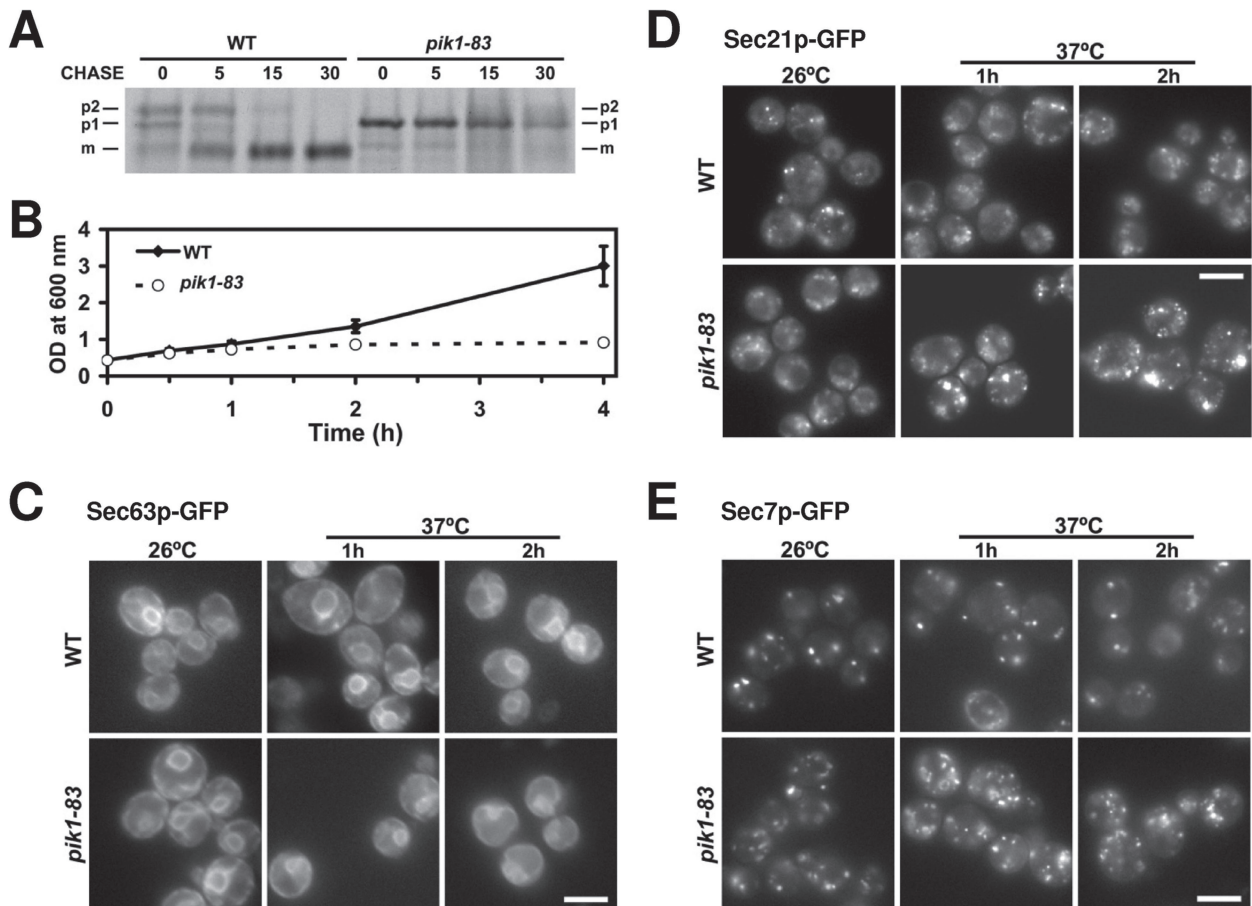 A
WT pik1-83
CHASE 0 5 15 30 0 5 15 30
p2 p2
p1 p1
m m
B
OD at 600 nm
4
3
2
1
0
WT
pik1-83
0 1 2 3 4
Time (h)
C
Sec63p-GFP
37ºC
26ºC 1h 2h
WT
pik1-83
D
Sec21p-GFP
37ºC
26ºC 1h 2h
WT
pik1-83
E
Sec7p-GFP
37ºC
26ºC 1h 2h
WT
pik1-83